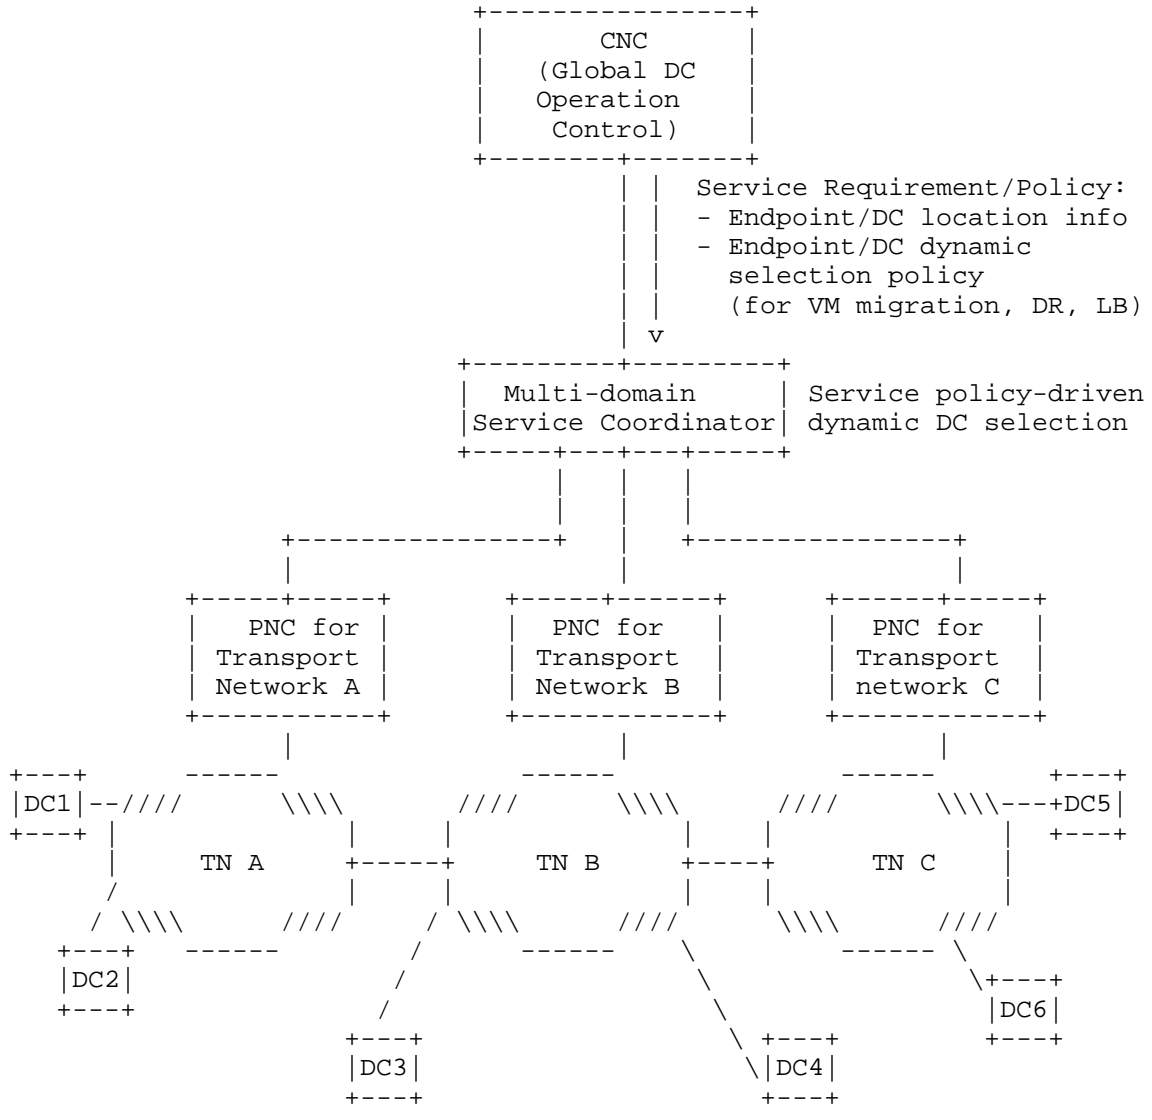 CNC
(Global DC
Operation
Control)
Service Requirement/Policy:
- Endpoint/DC location info
- Endpoint/DC dynamic
selection policy
(for VM migration, DR, LB)
v
Multi-domain
Service Coordinator
Service policy-driven
dynamic DC selection
PNC for
Transport
Network A
PNC for
Transport
Network B
PNC for
Transport
network C
DC1
DC5
TN A
TN B
TN C
DC2
DC6
DC3
DC4